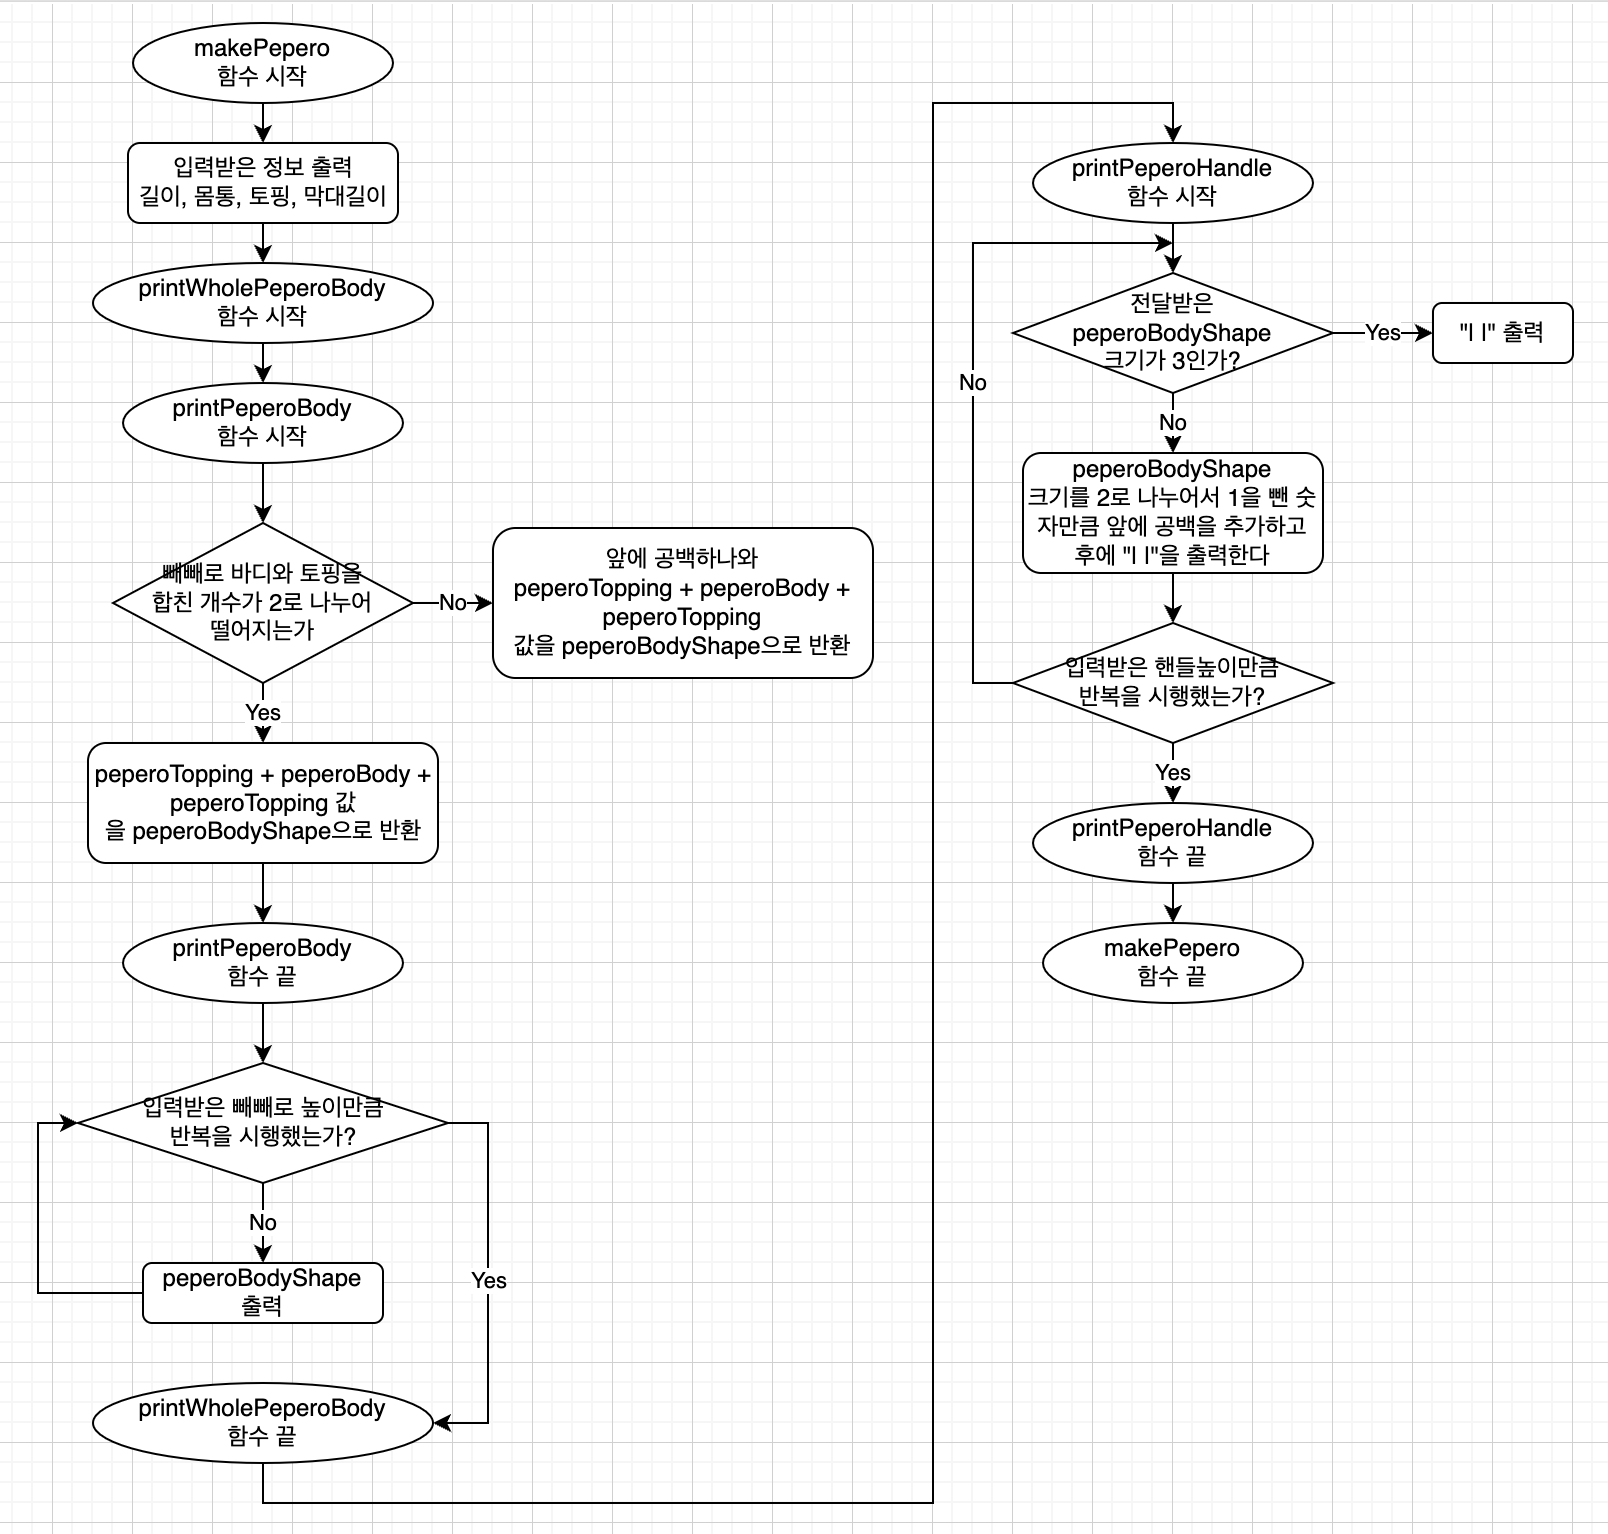 makePepero
함수 시작
입력받은 정보 출력
길이, 몸통, 토핑, 막대길이
printWholePeperoBody
함수 시작
printPeperoBody
함수 시작
빼빼로 바디와 토핑을
합친 개수가 2로 나누어
떨어지는가
No
앞에 공백하나와
peperoTopping + peperoBody +
peperoTopping
값을 peperoBodyShape으로 반환
Yes
peperoTopping + peperoBody +
peperoTopping 값
을 peperoBodyShape으로 반환
printPeperoBody
함수 끝
입력받은 빼빼로 높이만큼
반복을 시행했는가?
No
peperoBodyShape
출력
Yes
printWholePeperoBody
함수 끝
printPeperoHandle
함수 시작
전달받은
peperoBodyShape
크기가 3인가?
Yes
"| |" 출력
No
No
peperoBodyShape
크기를 2로 나누어서 1을 뺀 숫
자만큼 앞에 공백을 추가하고
후에 "| |"을 출력한다
입력받은 핸들높이만큼
반복을 시행했는가?
Yes
printPeperoHandle
함수 끝
makePepero
함수 끝